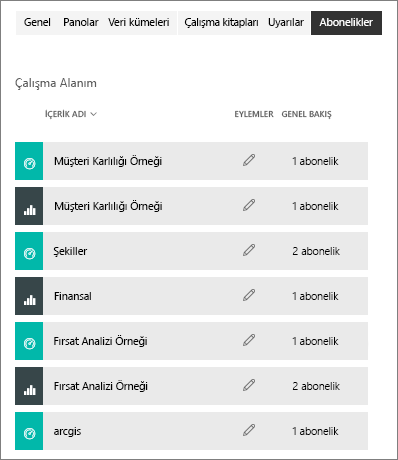 Genel Panolar Veri kümeleri Çalışma kitapları Uyarılar Abonelikler
Çalışma Alanım
İÇERİK ADI EYLEMLER GENEL BAKIŞ
Müşteri Karlılığı Örneği 1 abonelik
Müşteri Karlılığı Örneği 1 abonelik
Şekiller 2 abonelik
Finansal 1 abonelik
Fırsat Analizi Örneği 1 abonelik
Fırsat Analizi Örneği 2 abonelik
arcgis 1 abonelik